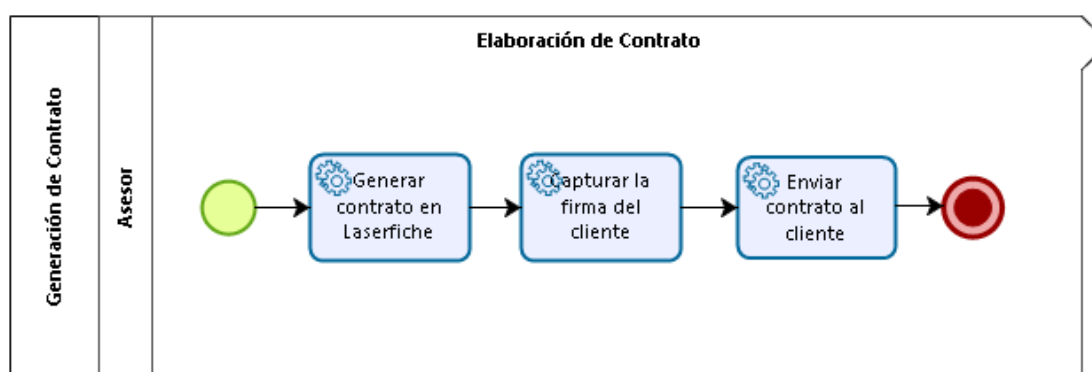 Elaboración de Contrato
Generación de Contrato
Asesor
Generar
contrato en
Laserfiche
Capturar la
firma del
cliente
Enviar
contrato al
cliente